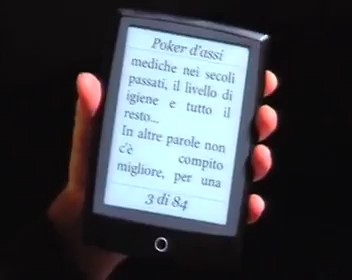 Poker d'assi
mediche nei secoli
passati, il livello di
igiene e tutto il
resto...
In altre parole non
c'è compito
migliore, per una
3 di 84